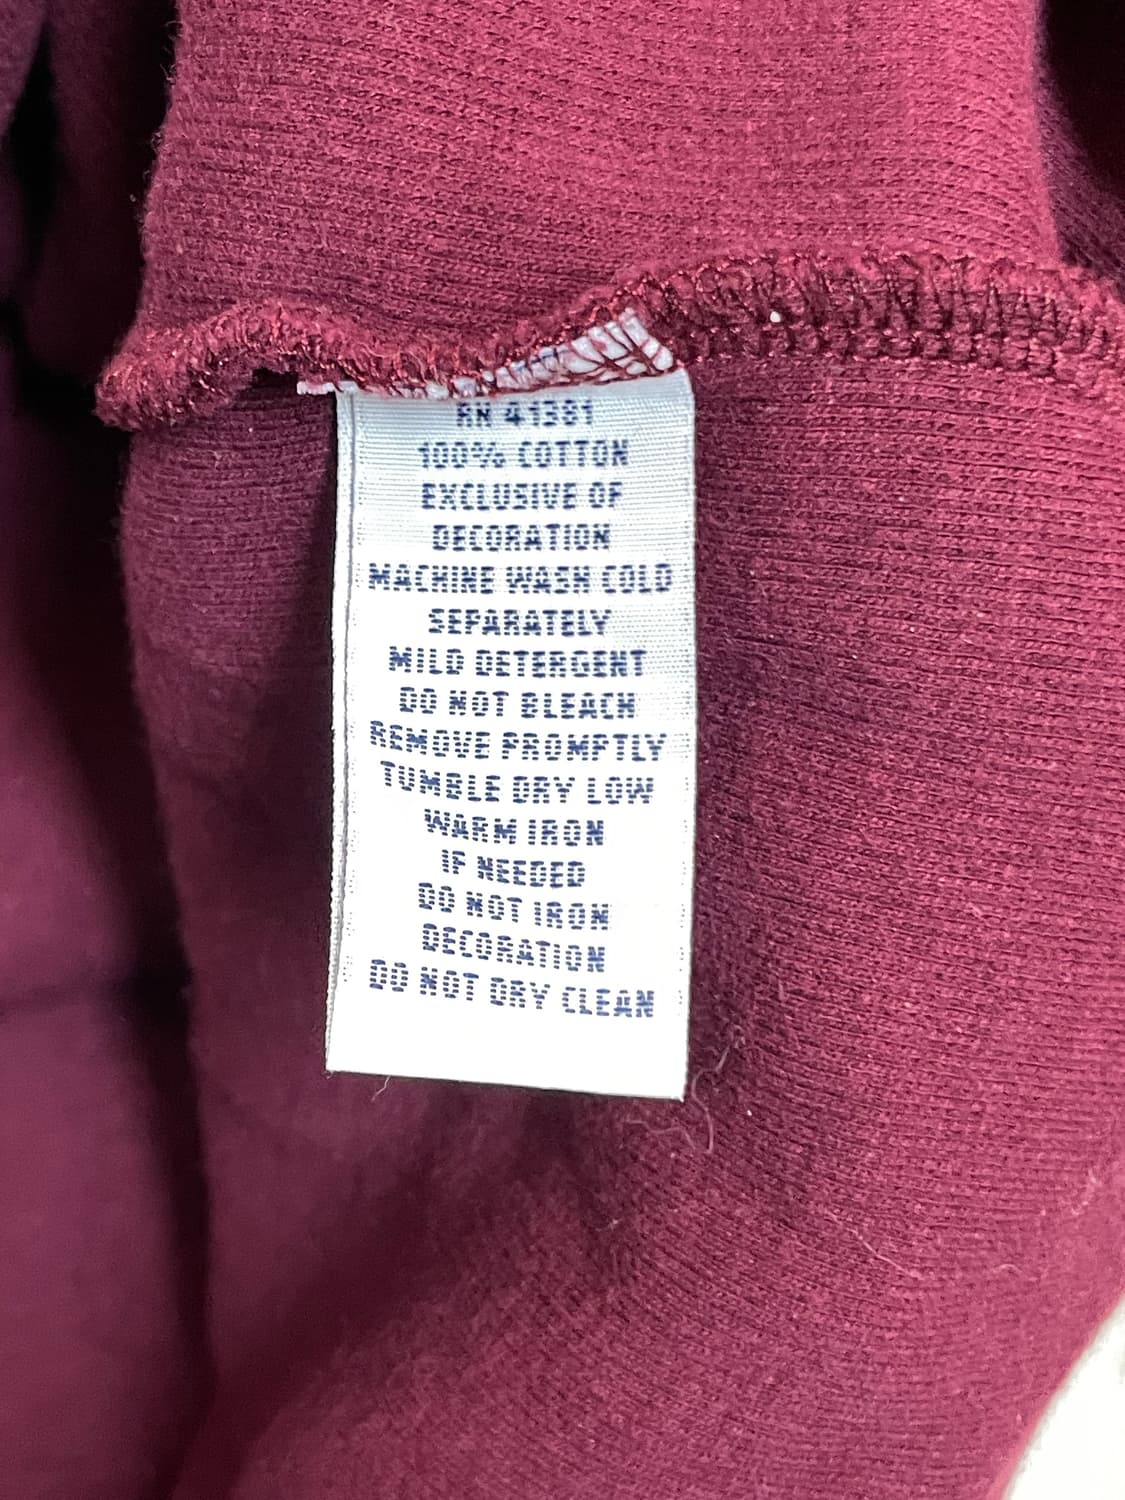 RN 41381
100% COTTON
EXCLUSIVE OF
DECORATION
MACHINE WASH COLD
SEPARATELY
MILD DETERGENT
DO NOT BLEACH
REMOVE PROMPTLY
TUMBLE DRY LOW
WARM IRON
IF NEEDED
DO NOT IRON
DECORATION
DO NOT DRY CLEAN